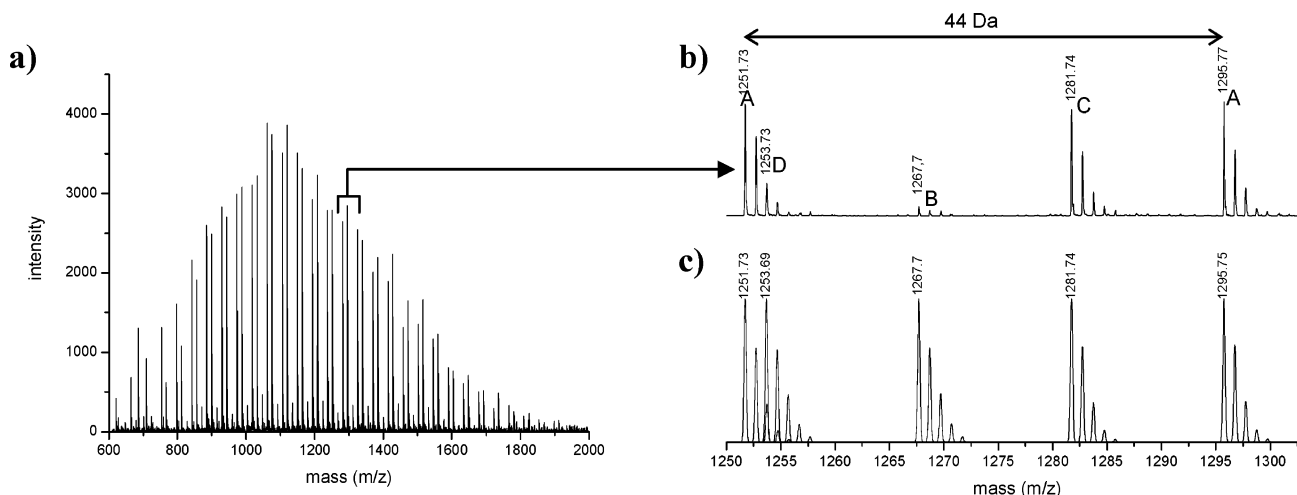 a)
intensity
4000
3000
2000
1000
0
600 800 1000 1200 1400 1600 1800 2000
mass (m/z)
b)
44 Da
1251.73
A
1253.73
D
1267,7
B
1281.74
C
1295.77
A
c)
1251.73
1253.69
1267.7
1281.74
1295.75
1250 1255 1260 1265 1270 1275 1280 1285 1290 1295 1300
mass (m/z)